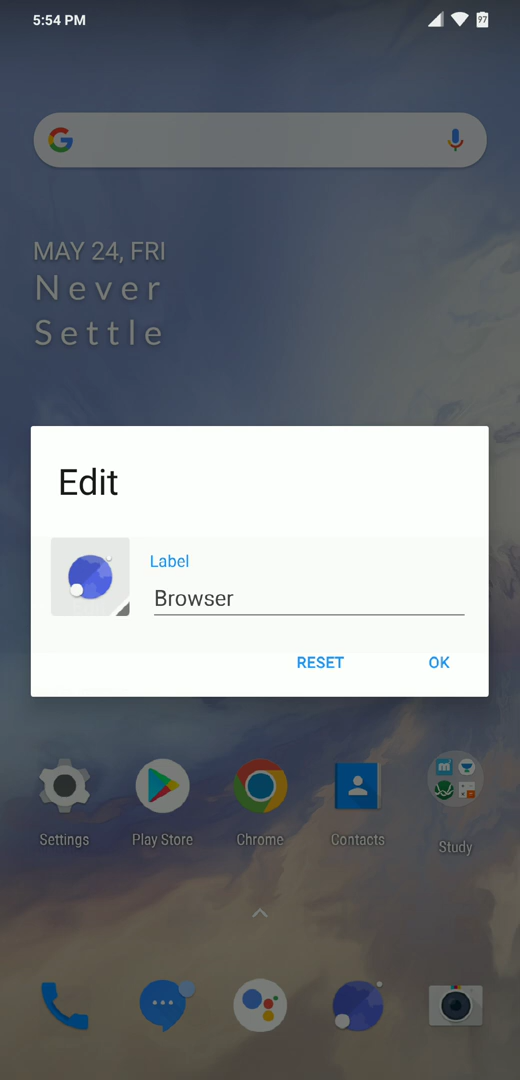 5:54 PM
97
MAY 24, FRI
Never
Settle
Edit
Label
Browser
RESET
OK
Settings
Play Store
Chrome
Contacts
Study